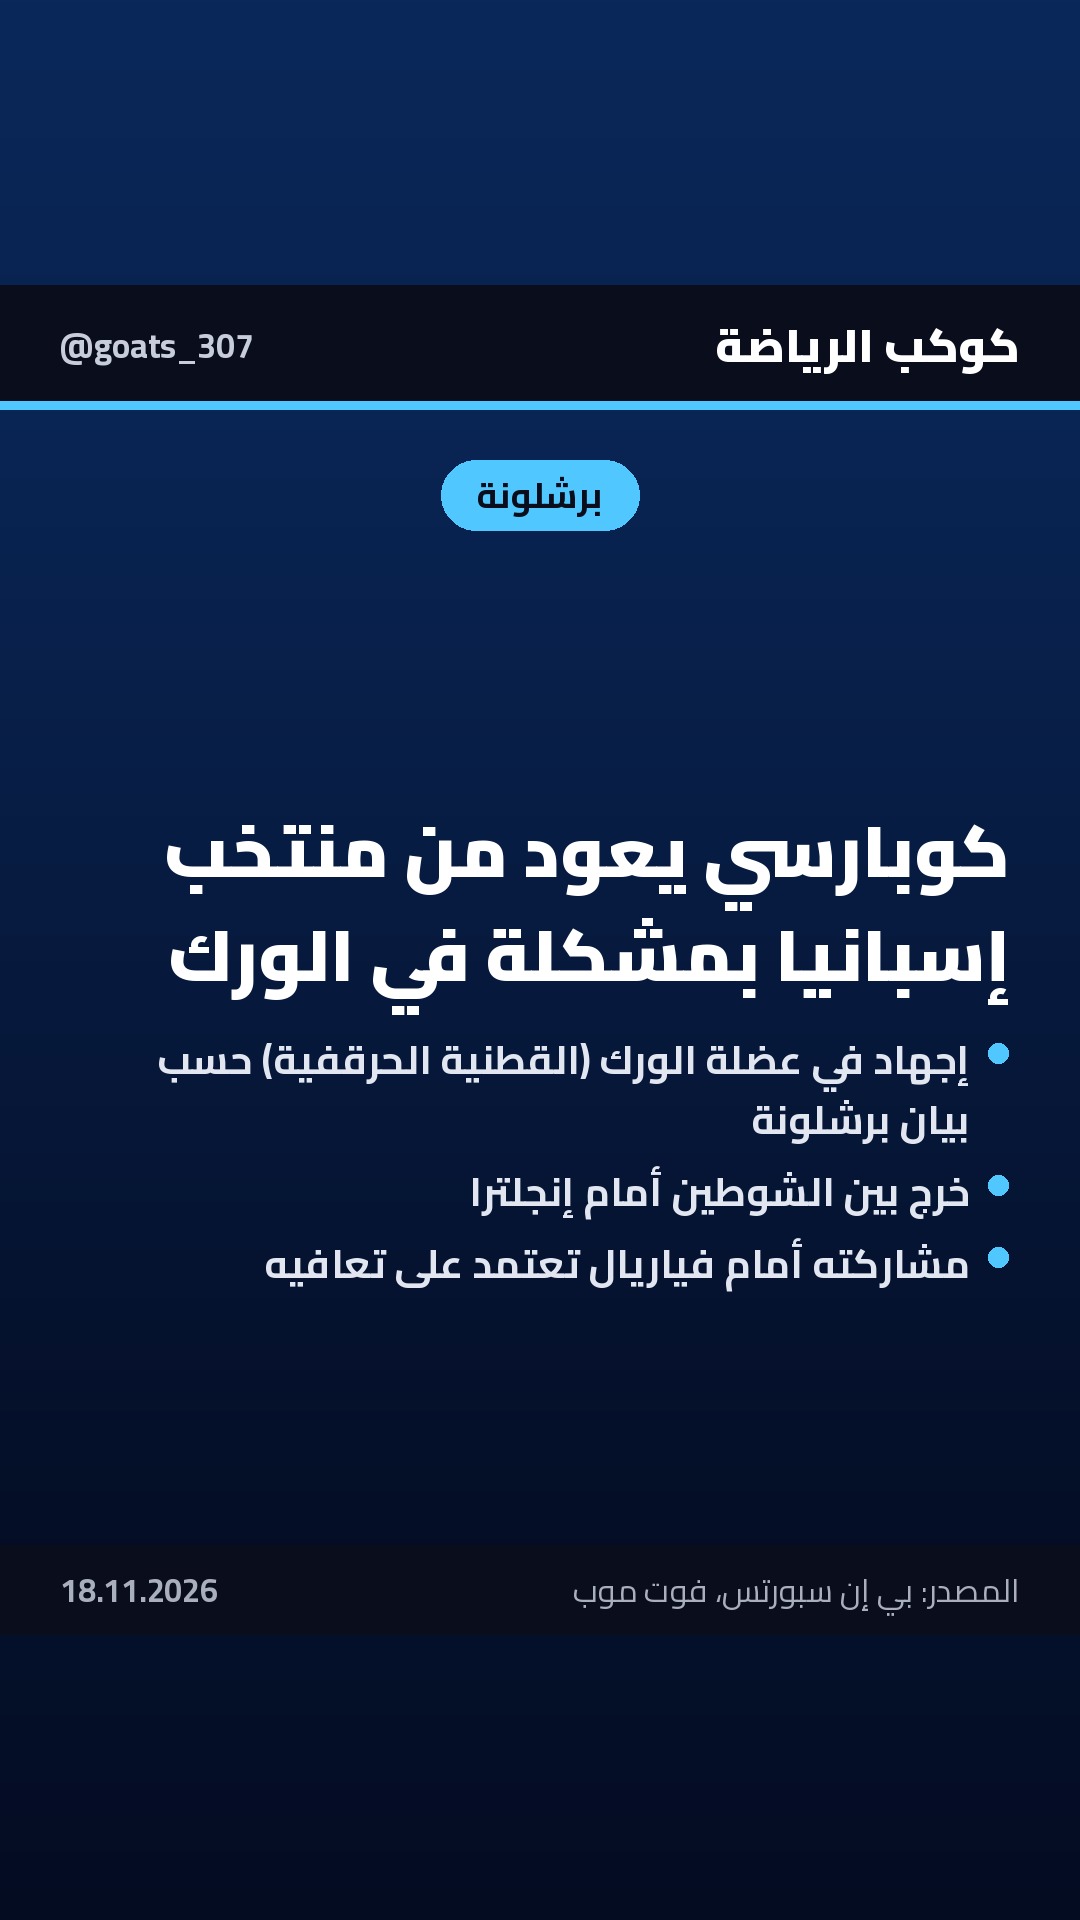 كوكب الرياضة
@goats_307
برشلونة
كوبارسي يعود من منتخب
إسبانيا بمشكلة في الورك
إجهاد في عضلة الورك (القطنية الحرقفية) حسب
بيان برشلونة
خرج بين الشوطين أمام إنجلترا
مشاركته أمام فياريال تعتمد على تعافيه
المصدر: بي إن سبورتس، فوت موب
18.11.2026